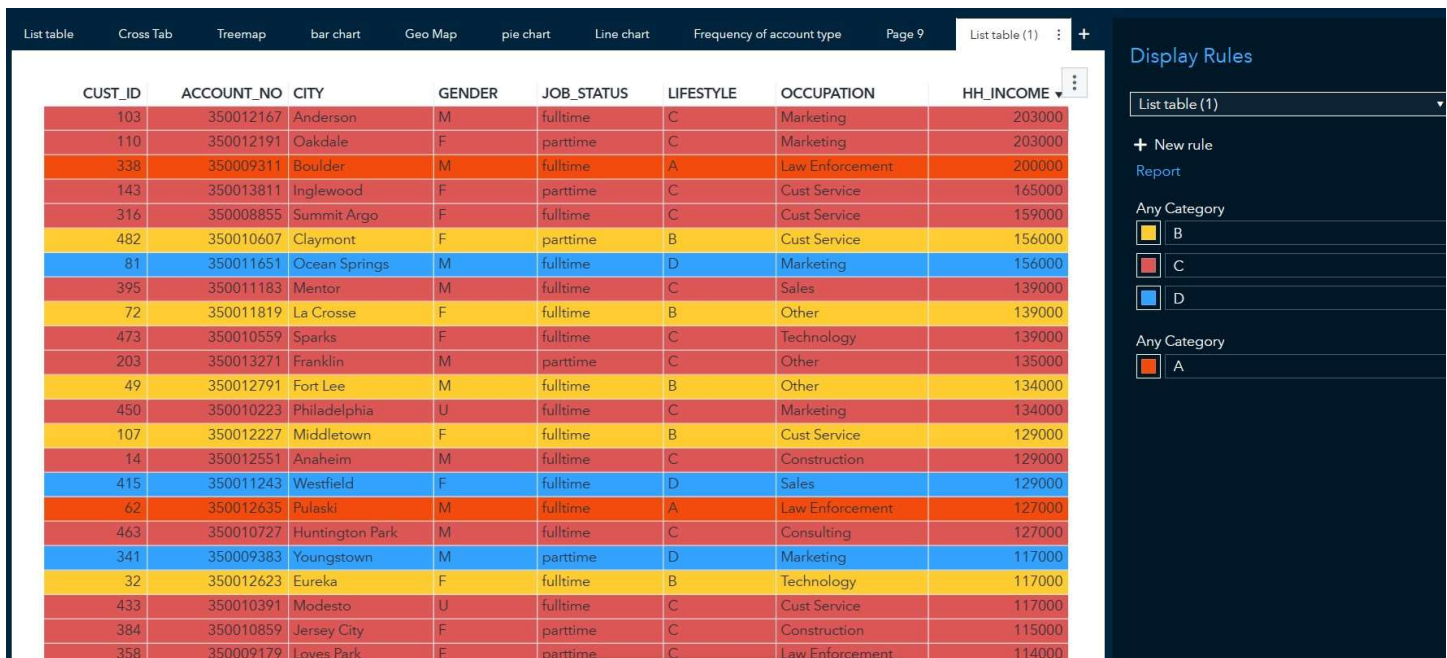 List table Cross Tab Treemap bar chart Geo Map pie chart Line chart Frequency of account type Page 9 List table (1)
Display Rules
List table (1)
New rule
Report
Any Category
B
C
D
Any Category
A
CUST_ID ACCOUNT_NO CITY GENDER JOB_STATUS LIFESTYLE OCCUPATION HH_INCOME
103 350012167 Anderson M fulltime C Marketing 203000
110 350012191 Oakdale F parttime C Marketing 203000
338 350009311 Boulder M fulltime A Law Enforcement 200000
143 350013811 Inglewood F parttime C Cust Service 165000
316 350008855 Summit Argo F fulltime C Cust Service 159000
482 350010607 Claymont F parttime B Cust Service 156000
81 350011651 Ocean Springs M fulltime D Marketing 156000
395 350011183 Mentor M fulltime C Sales 139000
72 350011819 La Crosse F fulltime B Other 139000
473 350010559 Sparks F fulltime C Technology 139000
203 350013271 Franklin M parttime C Other 135000
49 350012791 Fort Lee M fulltime B Other 134000
450 350010223 Philadelphia U fulltime C Marketing 134000
107 350012227 Middletown F fulltime B Cust Service 129000
14 350012551 Anaheim M fulltime C Construction 129000
415 350011243 Westfield F fulltime D Sales 129000
62 350012635 Pulaski M fulltime A Law Enforcement 127000
463 350010727 Huntington Park M fulltime C Consulting 127000
341 350009383 Youngstown M parttime D Marketing 117000
32 350012623 Eureka F fulltime B Technology 117000
433 350010391 Modesto U fulltime C Cust Service 117000
384 350010859 Jersey City F parttime C Construction 115000
358 350009179 Loves Park F parttime C Law Enforcement 114000